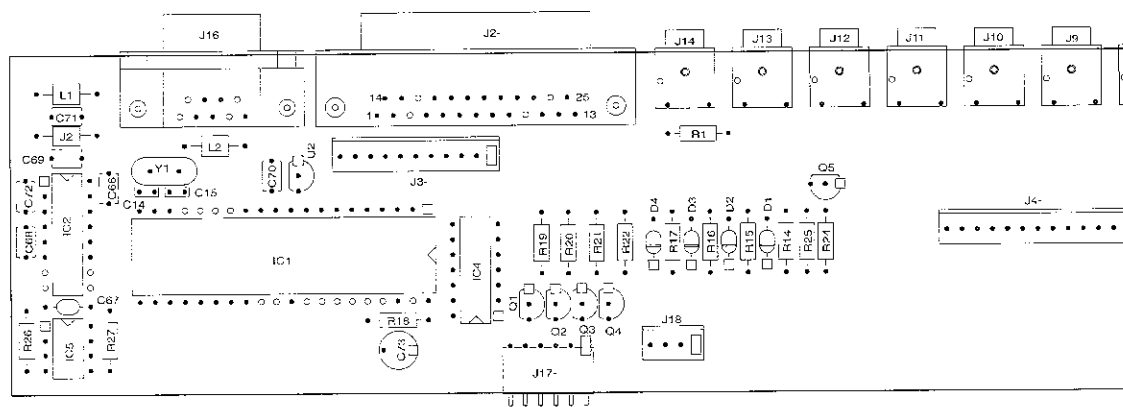 J16
J2-
J14
J13
J12
J11
J10
J9
L1
C71
J2
C69
L2
14
25
1
13
R1
Y1
C70
U2
J3-
C72
C66
C14
C15
Q5
J4-
IC2
C68
IC1
IC4
R19
R20
R21
R22
D4
R17
D3
R16
D2
R15
D1
R14
R25
R24
C67
R26
IC5
R27
R18
C73
Q1
Q2
Q3
Q4
J18
J17-